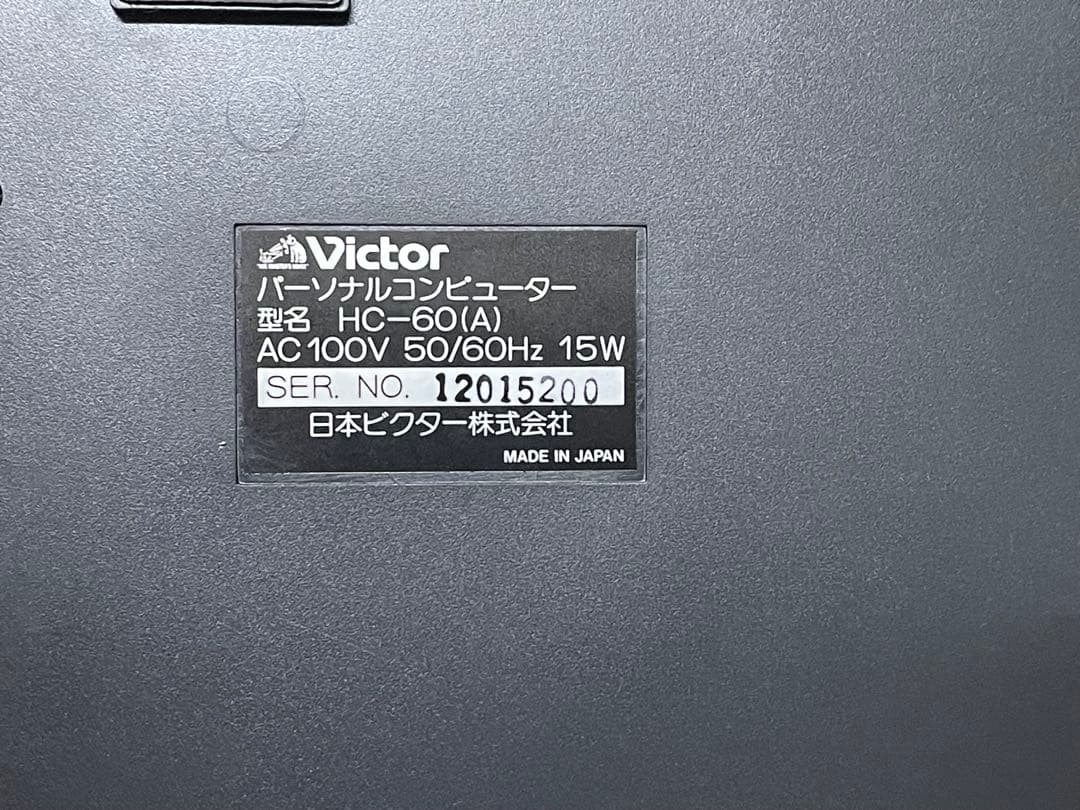 Victor
パーソナルコンピューター
型名 HC-60(A)
AC100V 50/60Hz 15W
SER. NO. 12015200
日本ビクター株式会社
MADE IN JAPAN